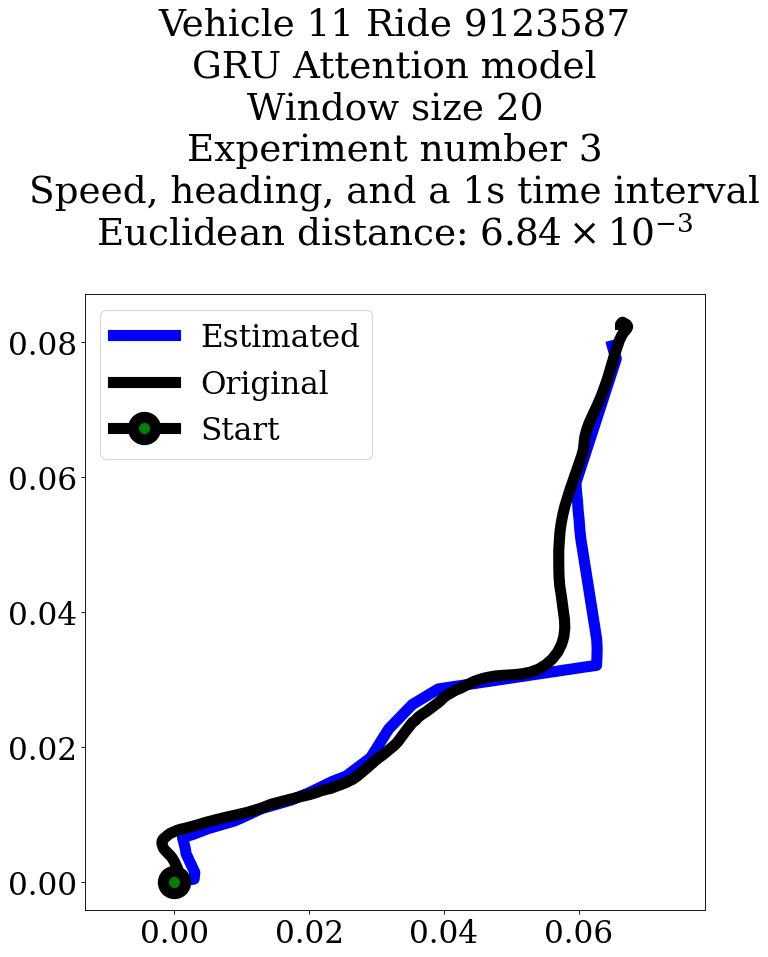 Vehicle 11 Ride 9123587
GRU Attention model
Window size 20
Experiment number 3
Speed, heading, and a 1s time interval
Euclidean distance: 6.84 × 10⁻³
Estimated
Original
Start
0.08
0.06
0.04
0.02
0.00
0.00 0.02 0.04 0.06